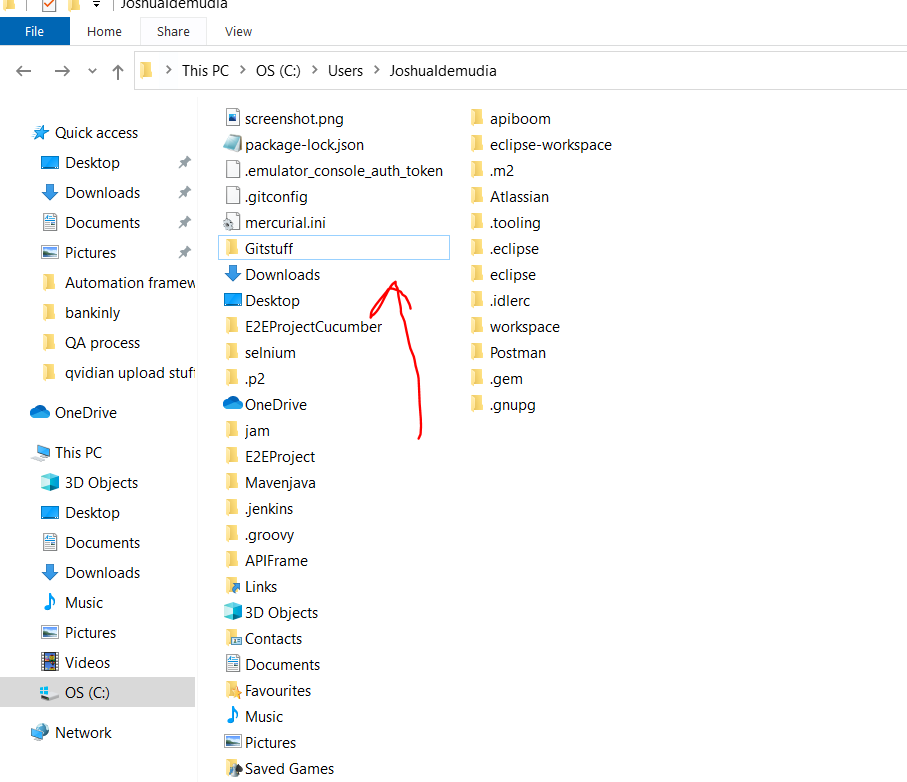 JoshuaIdemudia
File Home Share View
This PC > OS (C:) > Users > JoshuaIdemudia
Quick access
Desktop
Downloads
Documents
Pictures
Automation framew
bankinly
QA process
qvidian upload stuf
OneDrive
This PC
3D Objects
Desktop
Documents
Downloads
Music
Pictures
Videos
OS (C:)
Network
screenshot.png
package-lock.json
.emulator_console_auth_token
.gitconfig
mercurial.ini
Gitstuff
Downloads
Desktop
E2EProjectCucumber
selnium
.p2
OneDrive
jam
E2EProject
Mavenjava
.jenkins
.groovy
APIFrame
Links
3D Objects
Contacts
Documents
Favourites
Music
Pictures
Saved Games
apiboom
eclipse-workspace
.m2
Atlassian
.tooling
.eclipse
eclipse
.idlerc
workspace
Postman
.gem
.gnupg